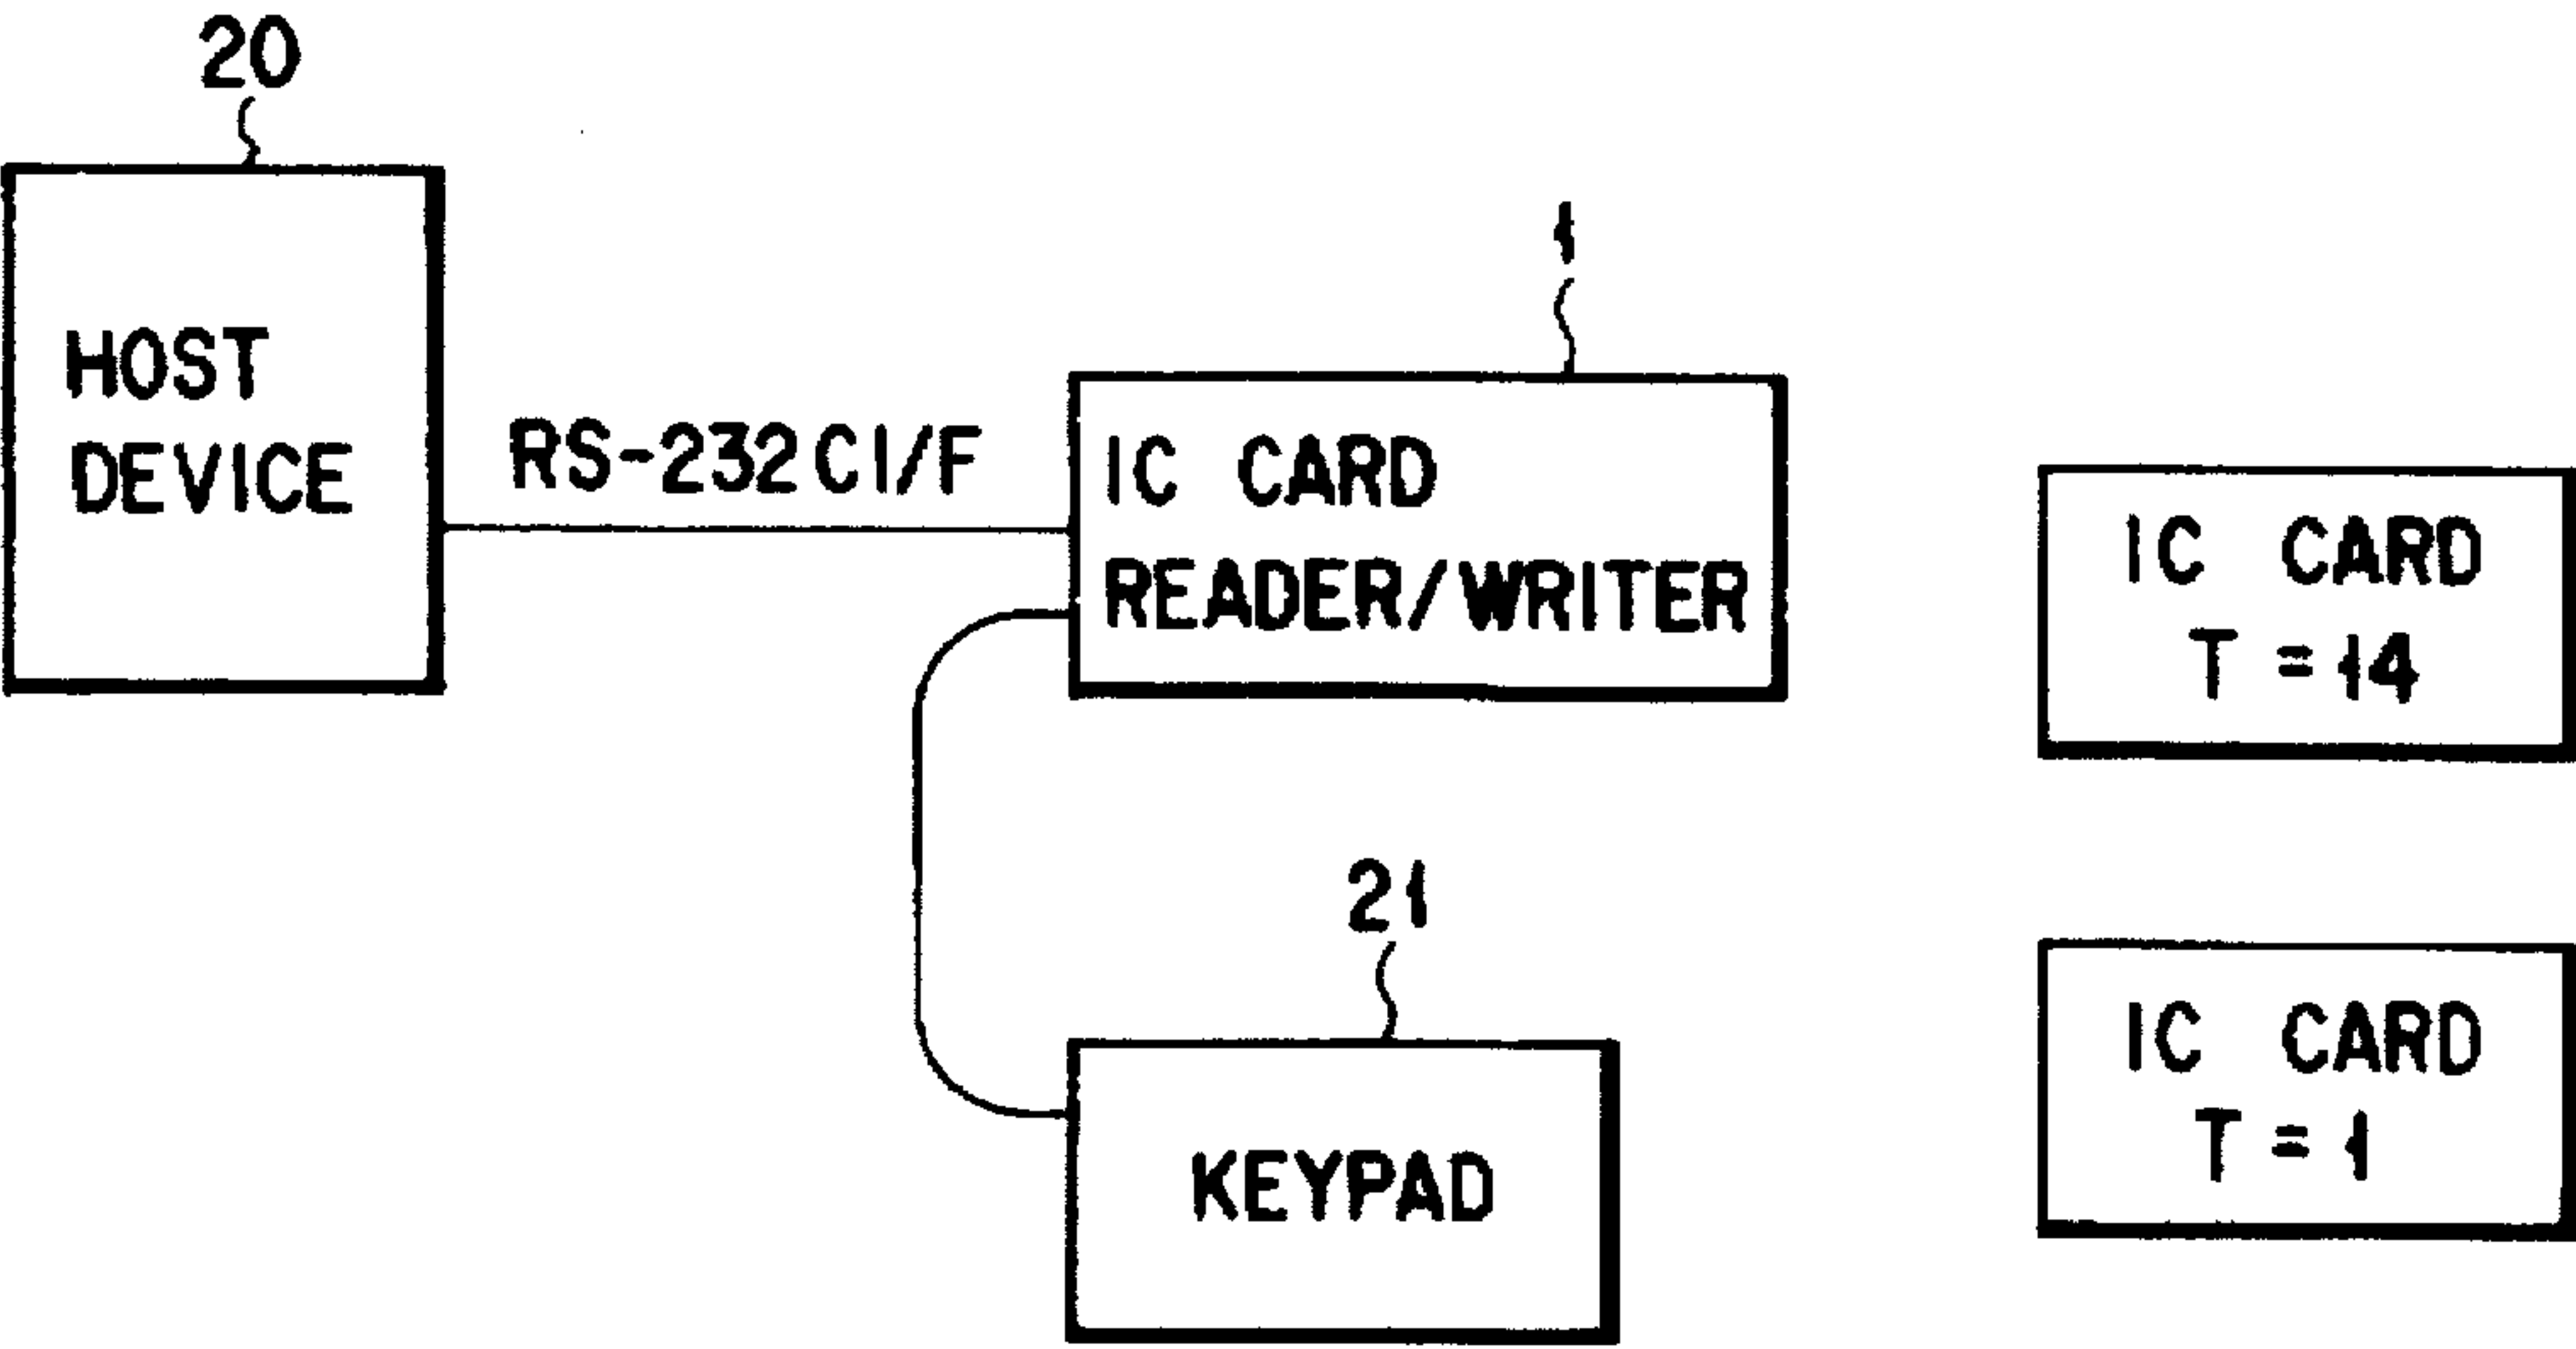 20
HOST
DEVICE
RS-232C I/F
1
IC CARD
READER/WRITER
IC CARD
T = 14
21
KEYPAD
IC CARD
T = 1